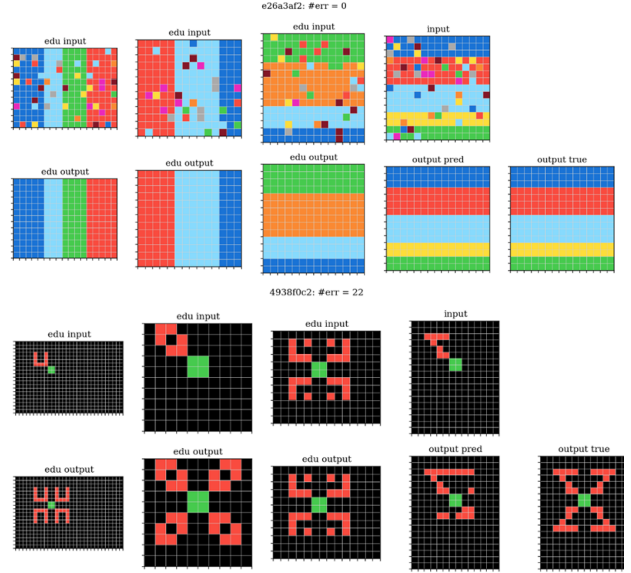 e26a3af2: #err = 0
edu input
edu input
edu input
input
edu output
edu output
edu output
output pred
output true
4938f0c2: #err = 22
edu input
edu input
edu input
input
edu output
edu output
edu output
output pred
output true